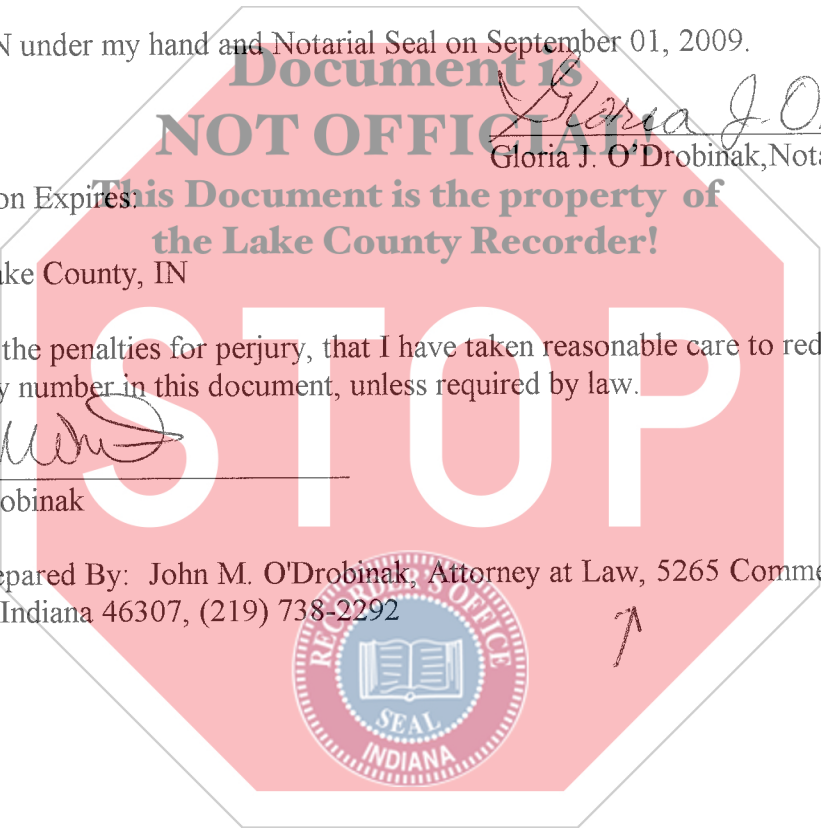 N under my hand and Notarial Seal on September 01, 2009.
Document is
NOT OFFICIAL!
Gloria J. O
Gloria J. O'Drobinak,Nota
This Document is the property of
on Expires:
the Lake County Recorder!
ake County, IN
STOP
the penalties for perjury, that I have taken reasonable care to red
y number in this document, unless required by law.
obinak
epared By: John M. O'Drobinak, Attorney at Law, 5265 Comme
Indiana 46307, (219) 738-2292
RECORDER'S OFFICE
SEAL
INDIANA